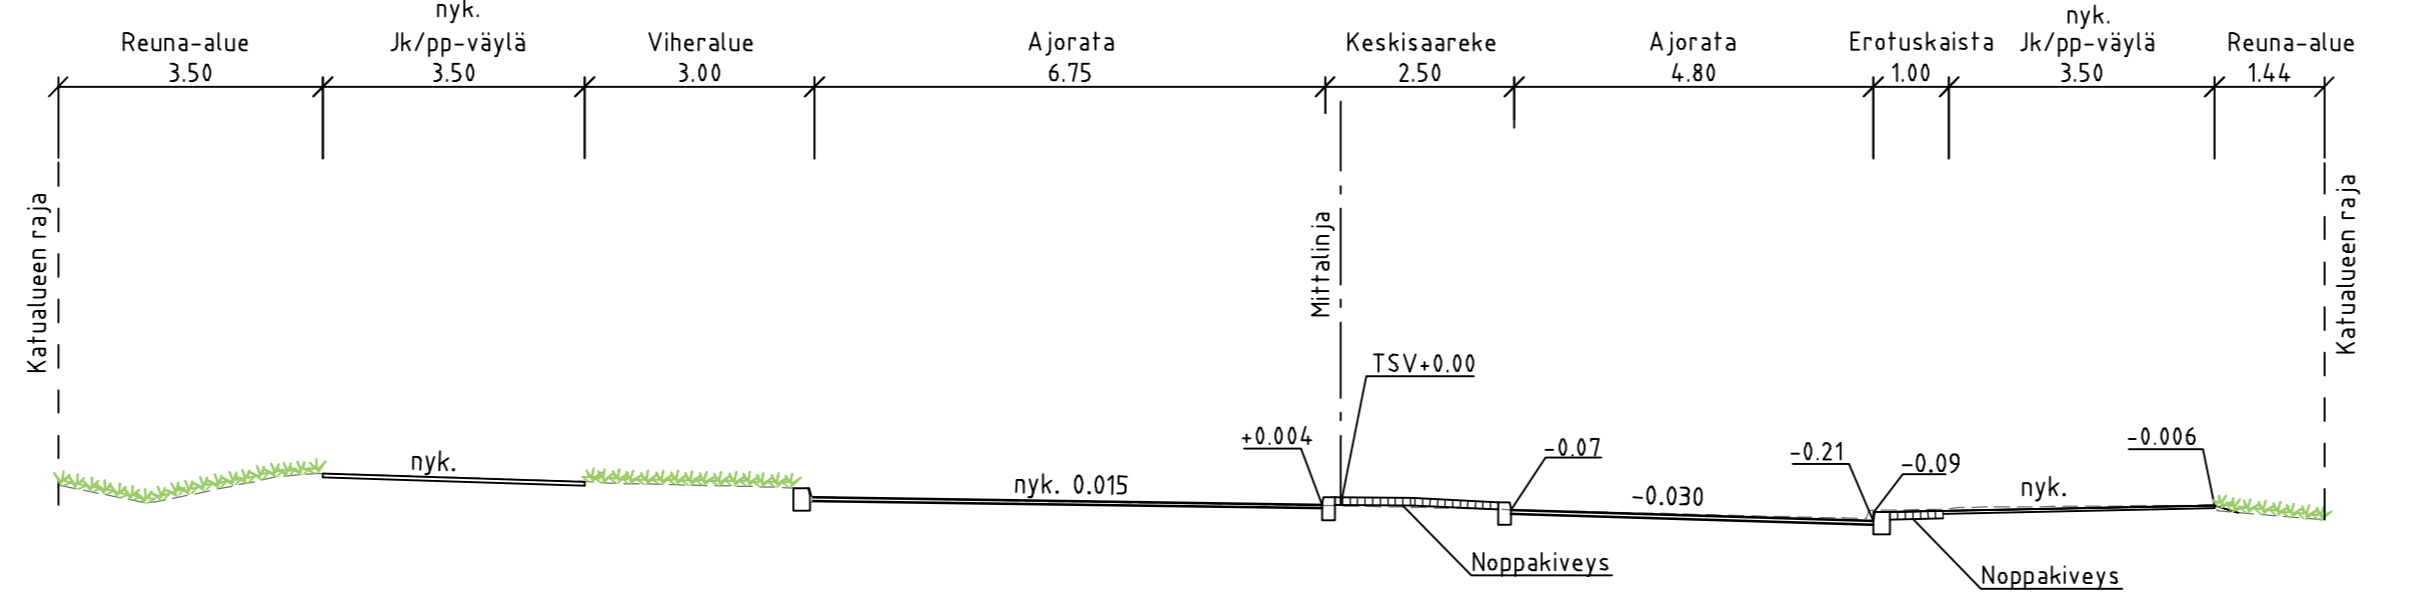 nyk.
nyk.
Reuna-alue Jk/pp-väylä Viheralue Ajorata Keskisaareke Ajorata Erotuskaista Jk/pp-väylä Reuna-alue
3.50 3.50 3.00 6.75 2.50 4.80 1.00 3.50 1.44
Katualueen raja
Mittalinja
Katualueen raja
TSV+0.00
+0.004
-0.07
-0.21
-0.09
-0.006
nyk.
nyk. 0.015
-0.030
nyk.
Noppakiveys
Noppakiveys